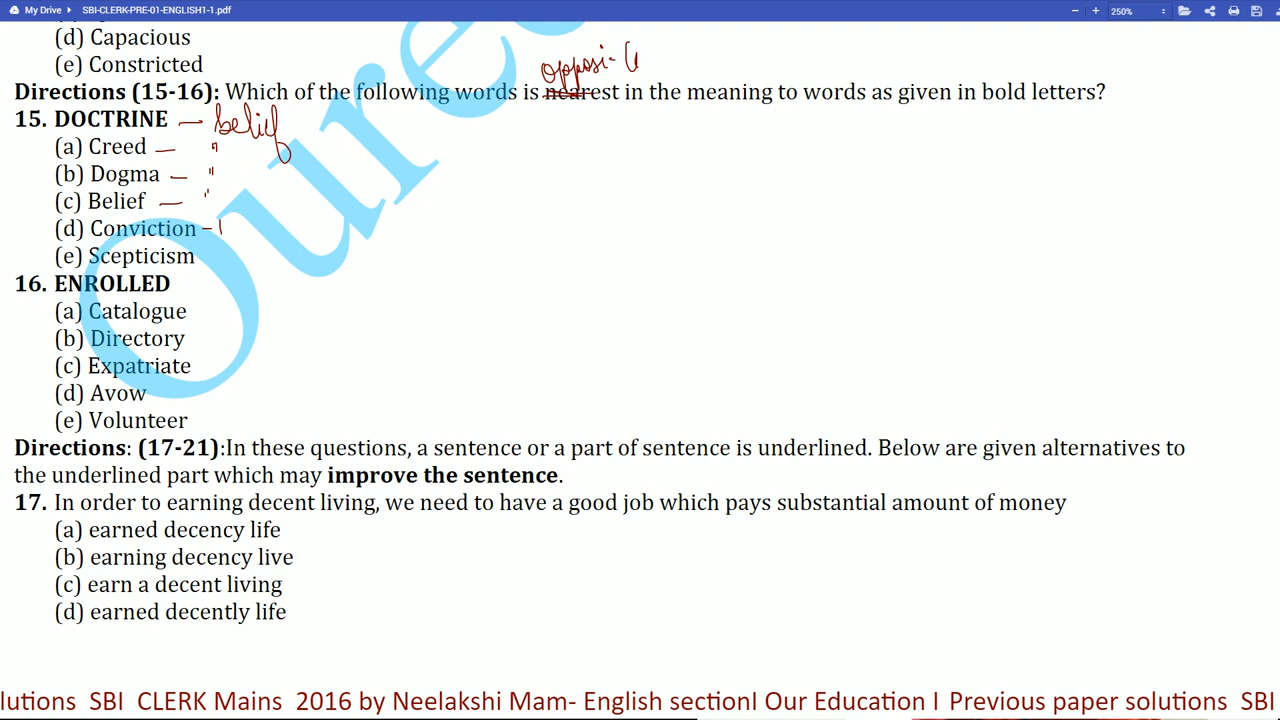 My Drive SBI-CLERK-PRE-01-ENGLISH1-1.pdf 250%
(d) Capacious
(e) Constricted
Opposi-
Directions (15-16): Which of the following words is nearest in the meaning to words as given in bold letters?
15. DOCTRINE — belief
(a) Creed — "
(b) Dogma — "
(c) Belief — "
(d) Conviction –
(e) Scepticism
16. ENROLLED
(a) Catalogue
(b) Directory
(c) Expatriate
(d) Avow
(e) Volunteer
Directions: (17-21):In these questions, a sentence or a part of sentence is underlined. Below are given alternatives to
the underlined part which may improve the sentence.
17. In order to earning decent living, we need to have a good job which pays substantial amount of money
(a) earned decency life
(b) earning decency live
(c) earn a decent living
(d) earned decently life
lutions SBI CLERK Mains 2016 by Neelakshi Mam- English sectionI Our Education I Previous paper solutions SBI